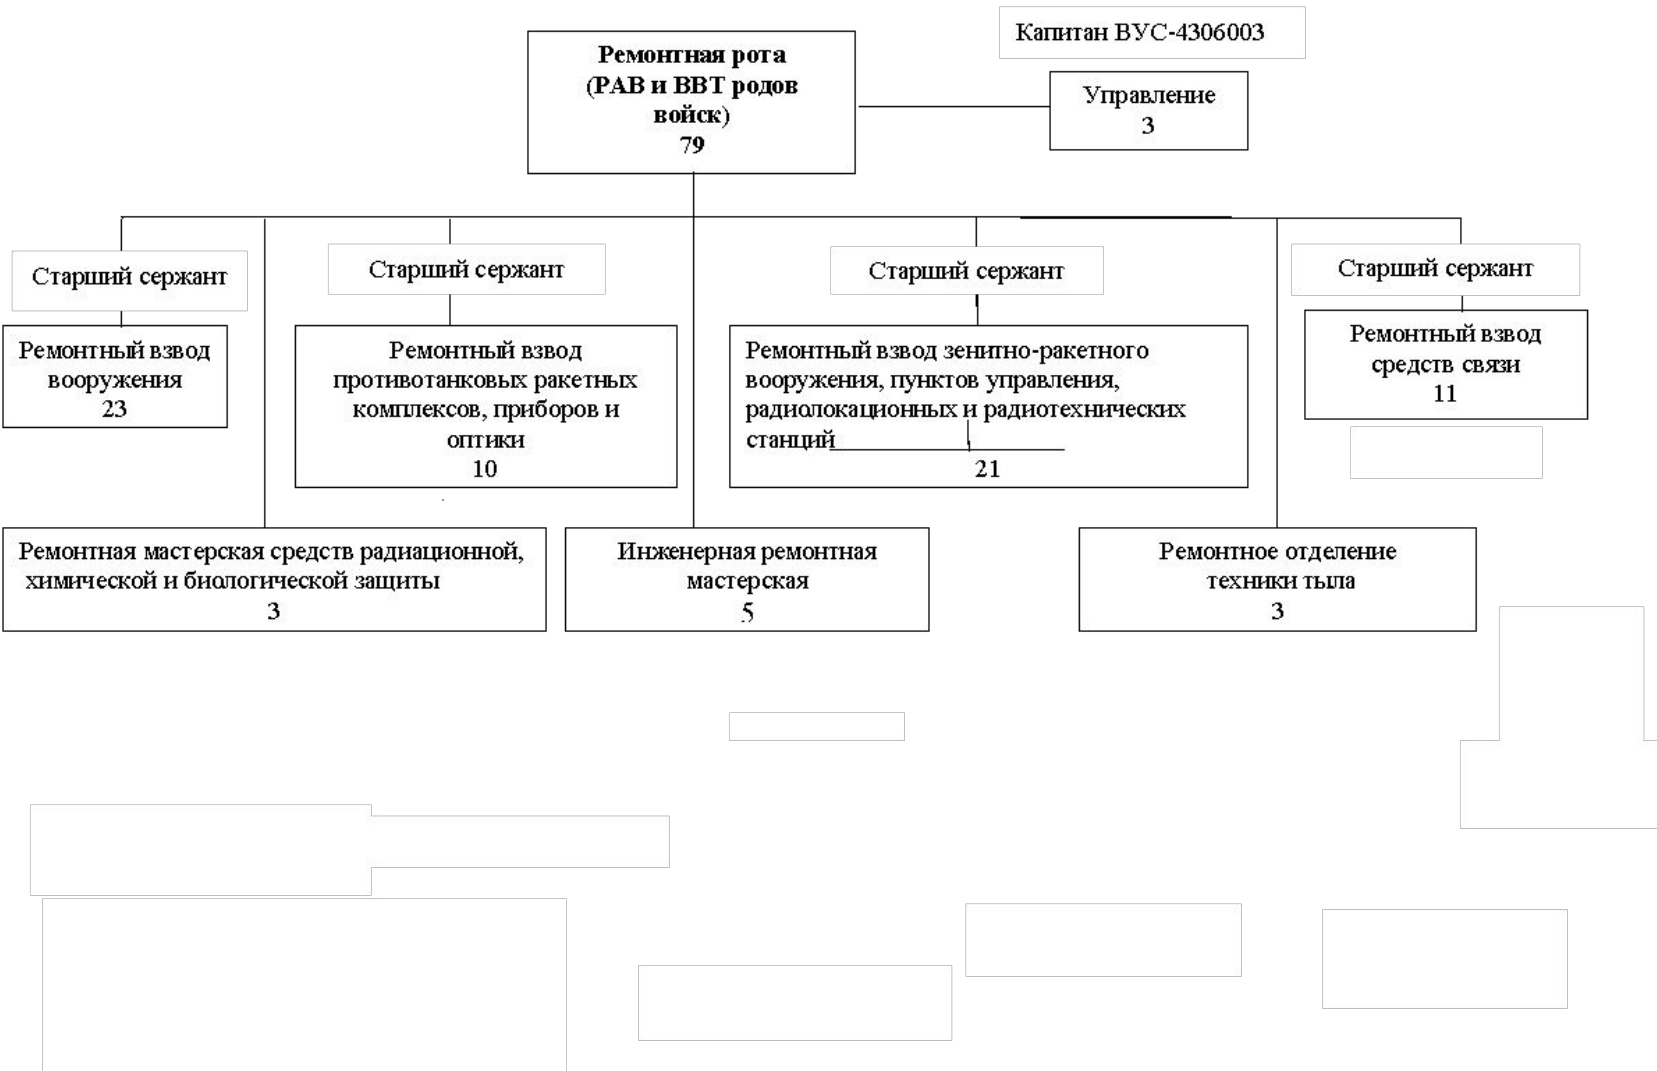 Капитан ВУС-4306003
Ремонтная рота
(РАВ и ВВТ родов
войск)
79
Управление
3
Старший сержант
Старший сержант
Старший сержант
Старший сержант
Ремонтный взвод
вооружения
23
Ремонтный взвод
противотанковых ракетных
комплексов, приборов и
оптики
10
Ремонтный взвод зенитно-ракетного
вооружения, пунктов управления,
радиолокационных и радиотехнических
станций
21
Ремонтный взвод
средств связи
11
Ремонтная мастерская средств радиационной,
химической и биологической защиты
3
Инженерная ремонтная
мастерская
5
Ремонтное отделение
техники тыла
3